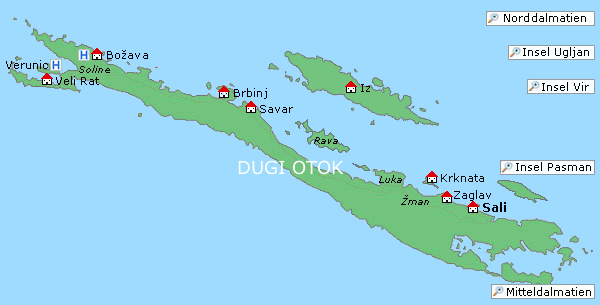 Norddalmatien
Insel Ugljan
Božava
H
Verunic H
Soline
Veli Rat
Insel Vir
Brbinj
Iz
Savar
Rava
DUGI OTOK
Insel Pasman
Luka
Krknata
Žman
Zaglav
Sali
Mitteldalmatien